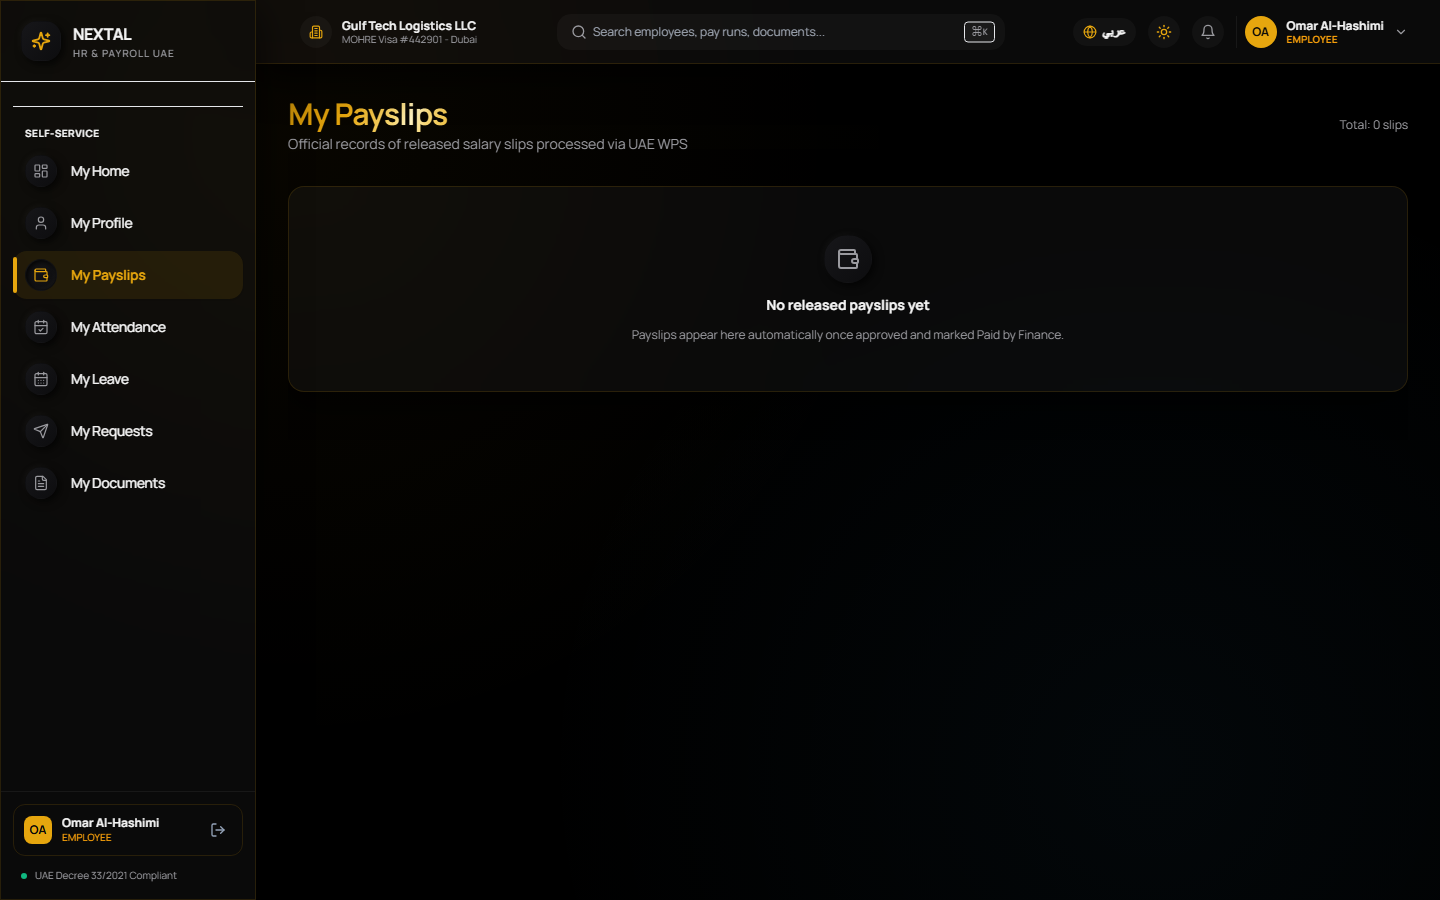 NEXTAL
HR & PAYROLL UAE
SELF-SERVICE
My Home
My Profile
My Payslips
My Attendance
My Leave
My Requests
My Documents
OA
Omar Al-Hashimi
EMPLOYEE
UAE Decree 33/2021 Compliant
Gulf Tech Logistics LLC
MOHRE Visa #442901 - Dubai
Search employees, pay runs, documents...
⌘K
عربي
OA
Omar Al-Hashimi
EMPLOYEE
My Payslips
Official records of released salary slips processed via UAE WPS
Total: 0 slips
No released payslips yet
Payslips appear here automatically once approved and marked Paid by Finance.